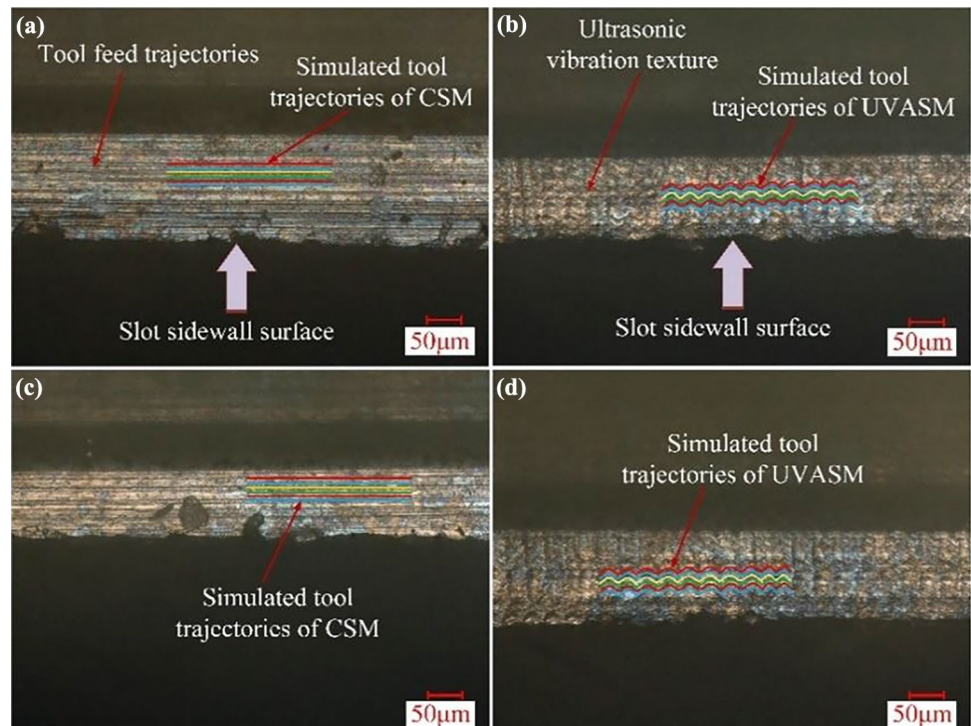 (a)
Tool feed trajectories
Simulated tool
trajectories of CSM
Slot sidewall surface
50μm
(b)
Ultrasonic
vibration texture
Simulated tool
trajectories of UVASM
Slot sidewall surface
50μm
(c)
Simulated tool
trajectories of CSM
50μm
(d)
Simulated tool
trajectories of UVASM
50μm